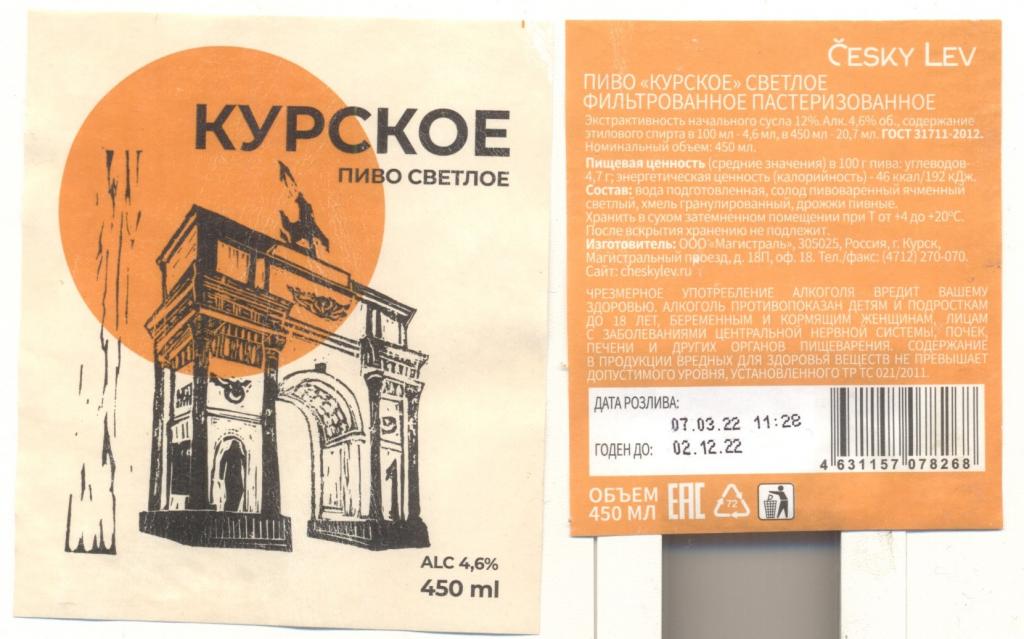 КУРСКОЕ
ПИВО СВЕТЛОЕ
ALC 4,6%
450 ml
ČESKY LEV
ПИВО «КУРСКОЕ» СВЕТЛОЕ
ФИЛЬТРОВАННОЕ ПАСТЕРИЗОВАННОЕ
Экстрактивность начального сусла 12%. Алк. 4,6% об., содержание
этилового спирта в 100 мл - 4,6 мл, в 450 мл - 20,7 мл. ГОСТ 31711-2012.
Номинальный объем: 450 мл.
Пищевая ценность (средние значения) в 100 г пива: углеводов-
4,7 г; энергетическая ценность (калорийность) - 46 ккал/192 кДж.
Состав: вода подготовленная, солод пивоваренный ячменный
светлый, хмель гранулированный, дрожжи пивные.
Хранить в сухом затемненном помещении при Т от +4 до +20°С.
После вскрытия хранению не подлежит.
Изготовитель: ООО «Магистраль», 305025, Россия, г. Курск,
Магистральный проезд, д. 18П, оф. 18. Тел./факс: (4712) 270-070.
Сайт: cheskylev.ru
ЧРЕЗМЕРНОЕ УПОТРЕБЛЕНИЕ АЛКОГОЛЯ ВРЕДИТ ВАШЕМУ
ЗДОРОВЬЮ. АЛКОГОЛЬ ПРОТИВОПОКАЗАН ДЕТЯМ И ПОДРОСТКАМ
ДО 18 ЛЕТ, БЕРЕМЕННЫМ И КОРМЯЩИМ ЖЕНЩИНАМ, ЛИЦАМ
С ЗАБОЛЕВАНИЯМИ ЦЕНТРАЛЬНОЙ НЕРВНОЙ СИСТЕМЫ, ПОЧЕК,
ПЕЧЕНИ И ДРУГИХ ОРГАНОВ ПИЩЕВАРЕНИЯ. СОДЕРЖАНИЕ
В ПРОДУКЦИИ ВРЕДНЫХ ДЛЯ ЗДОРОВЬЯ ВЕЩЕСТВ НЕ ПРЕВЫШАЕТ
ДОПУСТИМОГО УРОВНЯ, УСТАНОВЛЕННОГО ТР ТС 021/2011.
ДАТА РОЗЛИВА:
07.03.22 11:28
ГОДЕН ДО: 02.12.22
4 631157 078268
ОБЪЕМ
450 МЛ
EAC
72